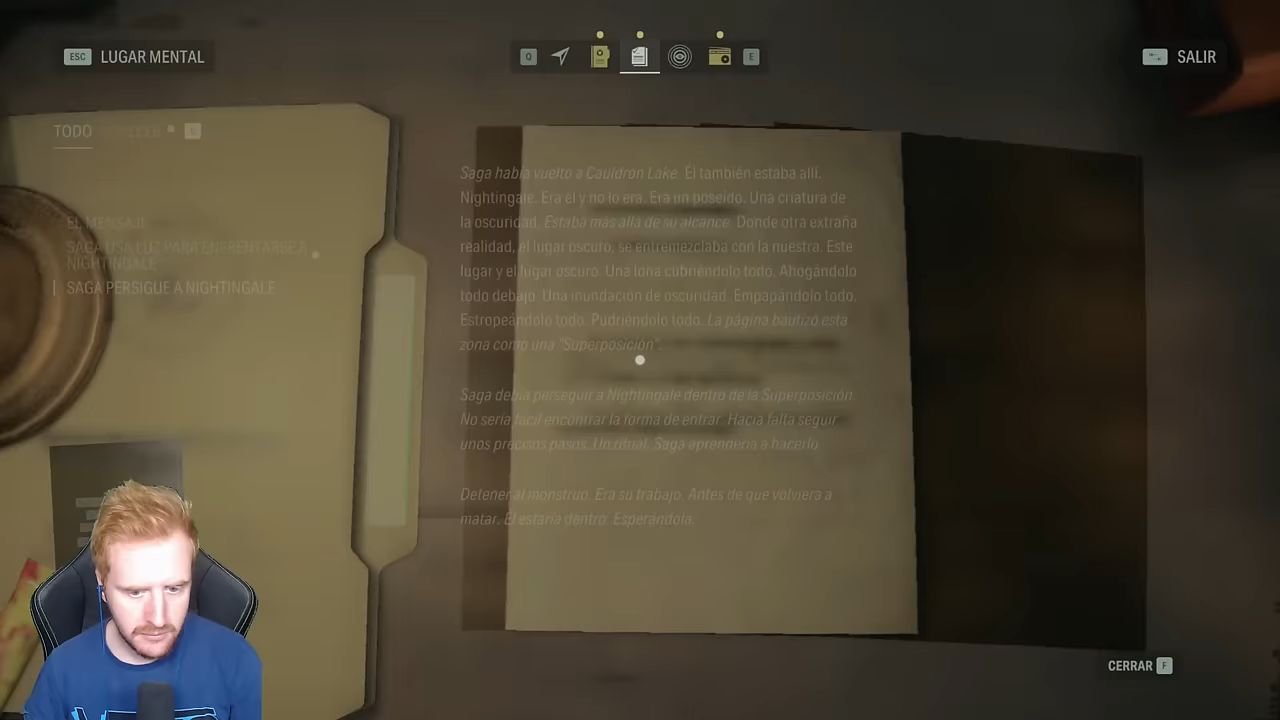 ESC LUGAR MENTAL
Q
E
SALIR
TODO
EL MENSAJE
SAGA USA LUZ PARA ENFRENTARSE A
NIGHTINGALE
SAGA PERSIGUE A NIGHTINGALE
Saga había vuelto a Cauldron Lake. Él también estaba allí.
Nightingale. Era él y no lo era. Era un poseído. Una criatura de
la oscuridad. Estaba más allá de su alcance. Donde otra extraña
realidad, el lugar oscuro, se entremezclaba con la nuestra. Este
lugar y el lugar oscuro. Una lona cubriéndolo todo. Ahogándolo
todo debajo. Una inundación de oscuridad. Empapándolo todo.
Estropeándolo todo. Pudriéndolo todo. La página bautizó esta
zona como una "Superposición".
Saga debía perseguir a Nightingale dentro de la Superposición.
No sería fácil encontrar la forma de entrar. Hacía falta seguir
unos precisos pasos. Un ritual. Saga aprendería a hacerlo.
Detener al monstruo. Era su trabajo. Antes de que volviera a
matar. Él estaría dentro. Esperándola.
CERRAR F